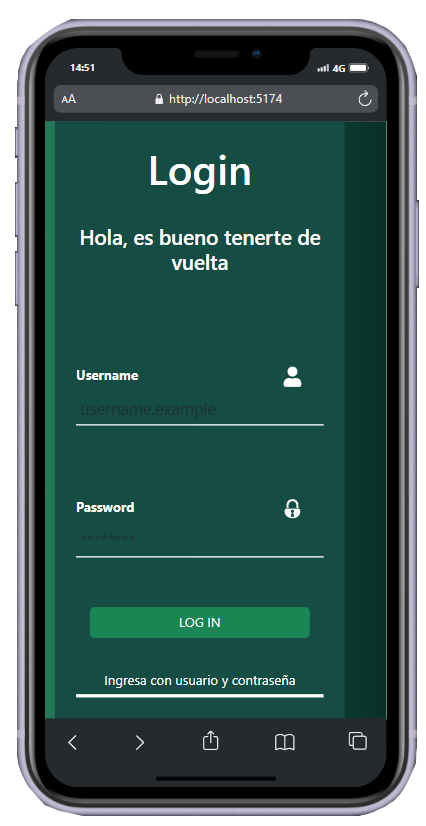 14:51
4G
AA
http://localhost:5174
Login
Hola, es bueno tenerte de
vuelta
Username
username.example
Password
********
LOG IN
Ingresa con usuario y contraseña